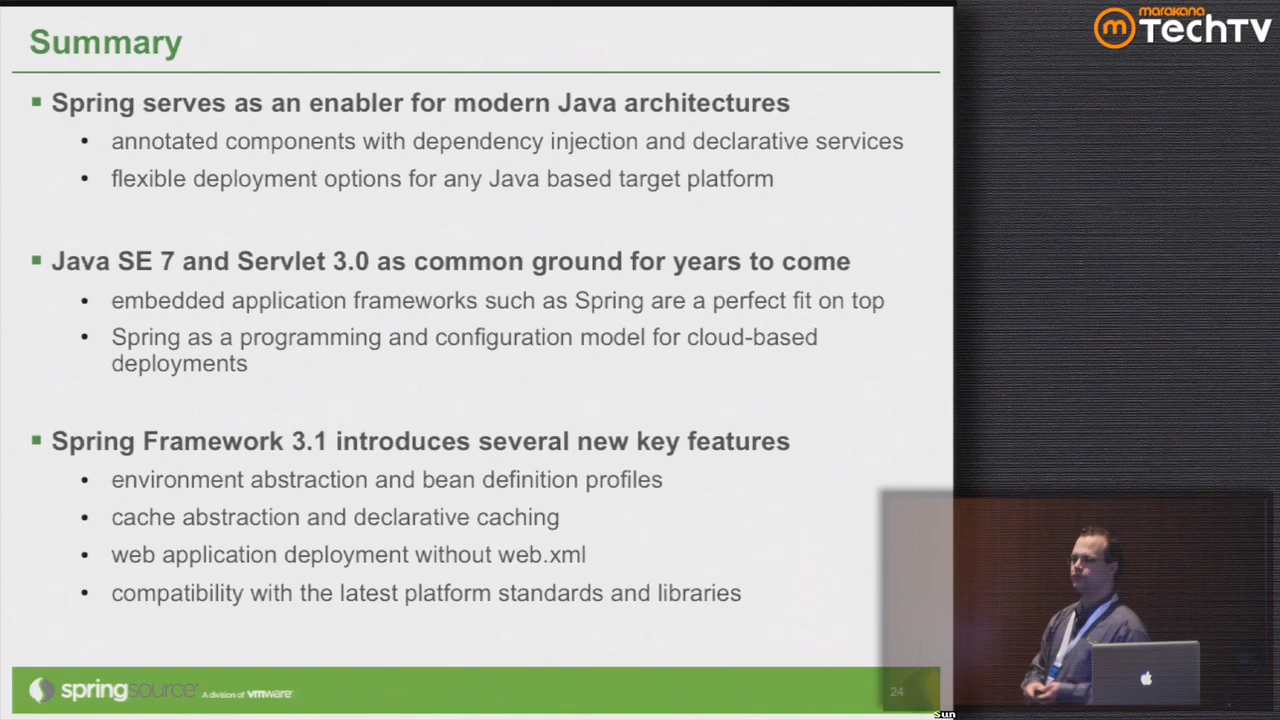 Summary
marakana
m TechTV
Spring serves as an enabler for modern Java architectures
annotated components with dependency injection and declarative services
flexible deployment options for any Java based target platform
Java SE 7 and Servlet 3.0 as common ground for years to come
embedded application frameworks such as Spring are a perfect fit on top
Spring as a programming and configuration model for cloud-based
deployments
Spring Framework 3.1 introduces several new key features
environment abstraction and bean definition profiles
cache abstraction and declarative caching
web application deployment without web.xml
compatibility with the latest platform standards and libraries
springsource A division of vmware
24
Sun